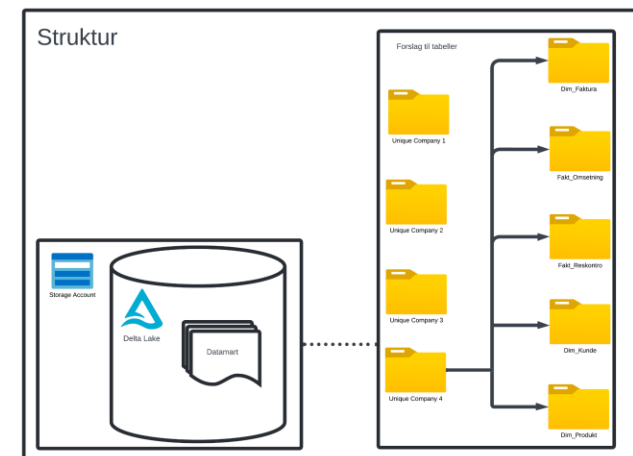 Struktur
Storage Account
Delta Lake
Datamart
Forslag til tabeller
Unique Company 1
Unique Company 2
Unique Company 3
Unique Company 4
Dim_Faktura
Fakt_Omsetning
Fakt_Reskontro
Dim_Kunde
Dim_Produkt